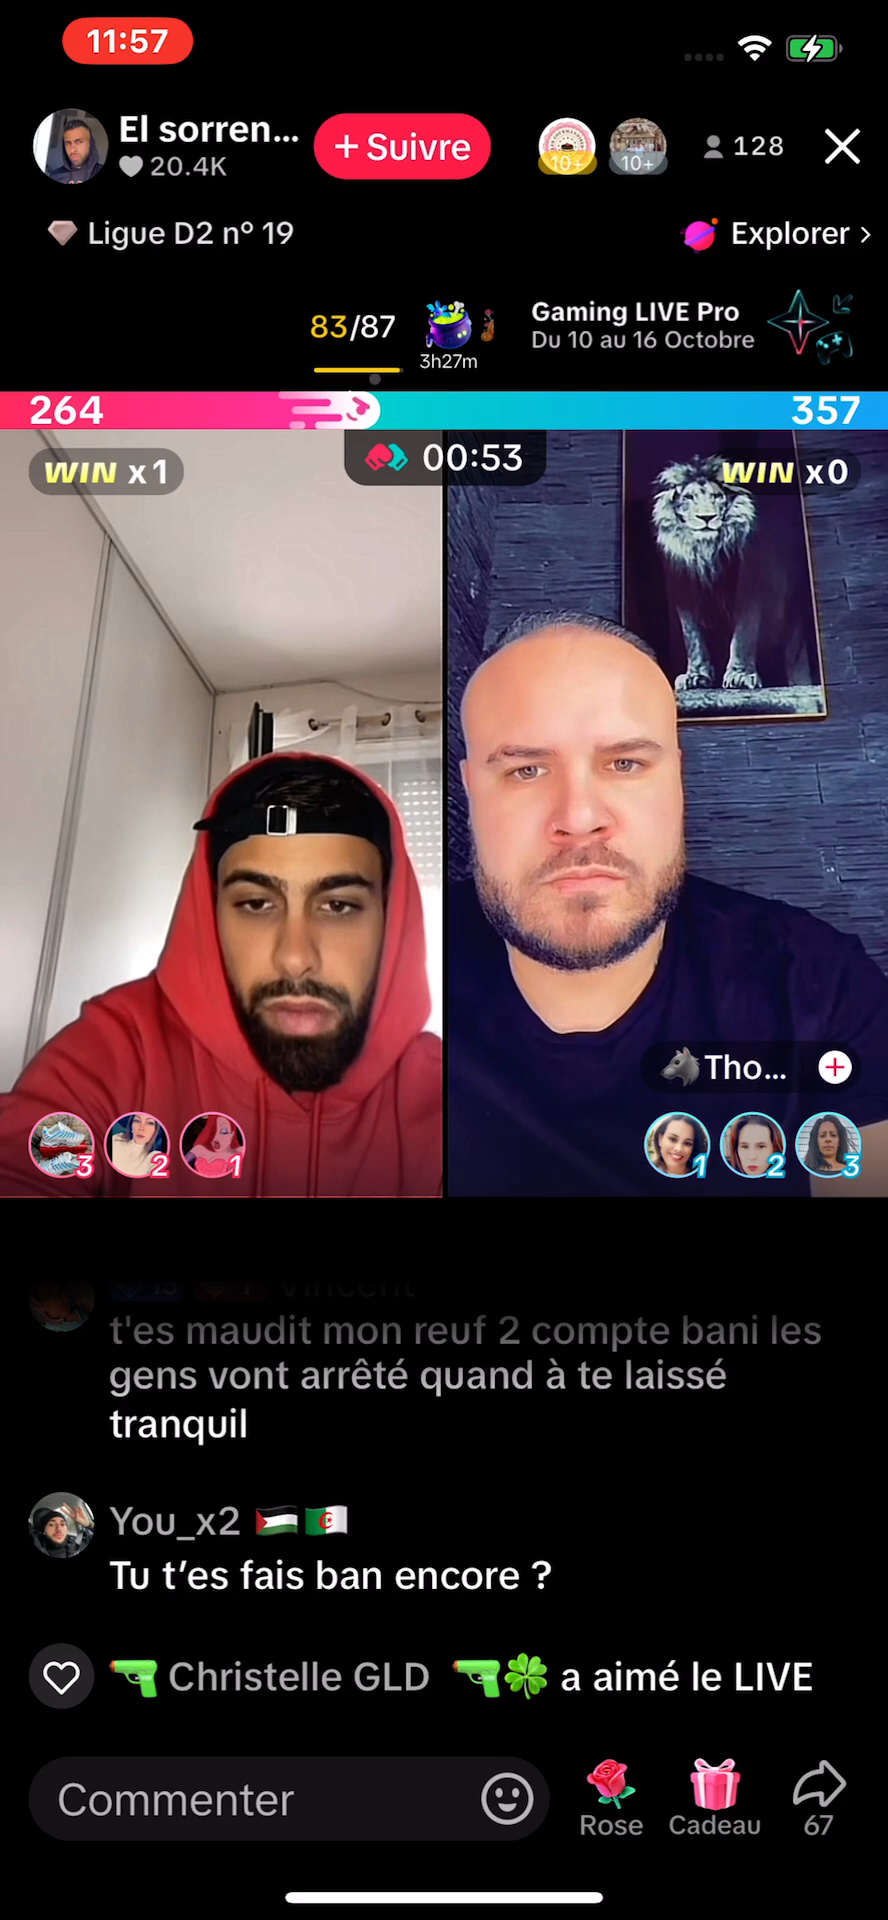 11:57
El sorren...
20.4K
+ Suivre
10+
10+
128
Ligue D2 nº 19
Explorer >
83/87
3h27m
Gaming LIVE Pro
Du 10 au 16 Octobre
264
357
WIN x1
00:53
WIN x0
Tho...
3
2
1
1
2
3
Vincent
t'es maudit mon reuf 2 compte bani les
gens vont arrêté quand à te laissé
tranquil
You_x2
Tu t’es fais ban encore ?
Christelle GLD a aimé le LIVE
Commenter
Rose
Cadeau
67